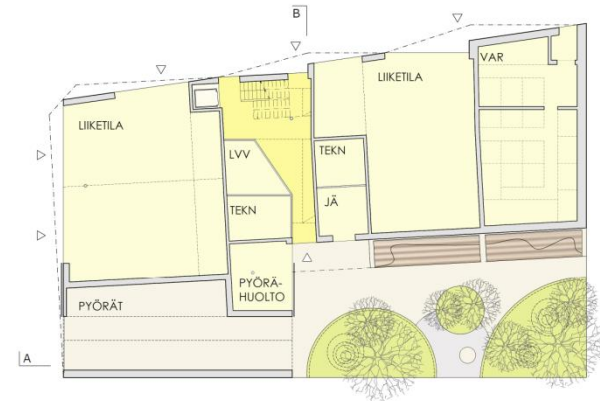 B
LIIKETILA
VAR
LIIKETILA
LVV
TEKN
TEKN
JÄ
PYÖRÄ-
HUOLTO
PYÖRÄT
A